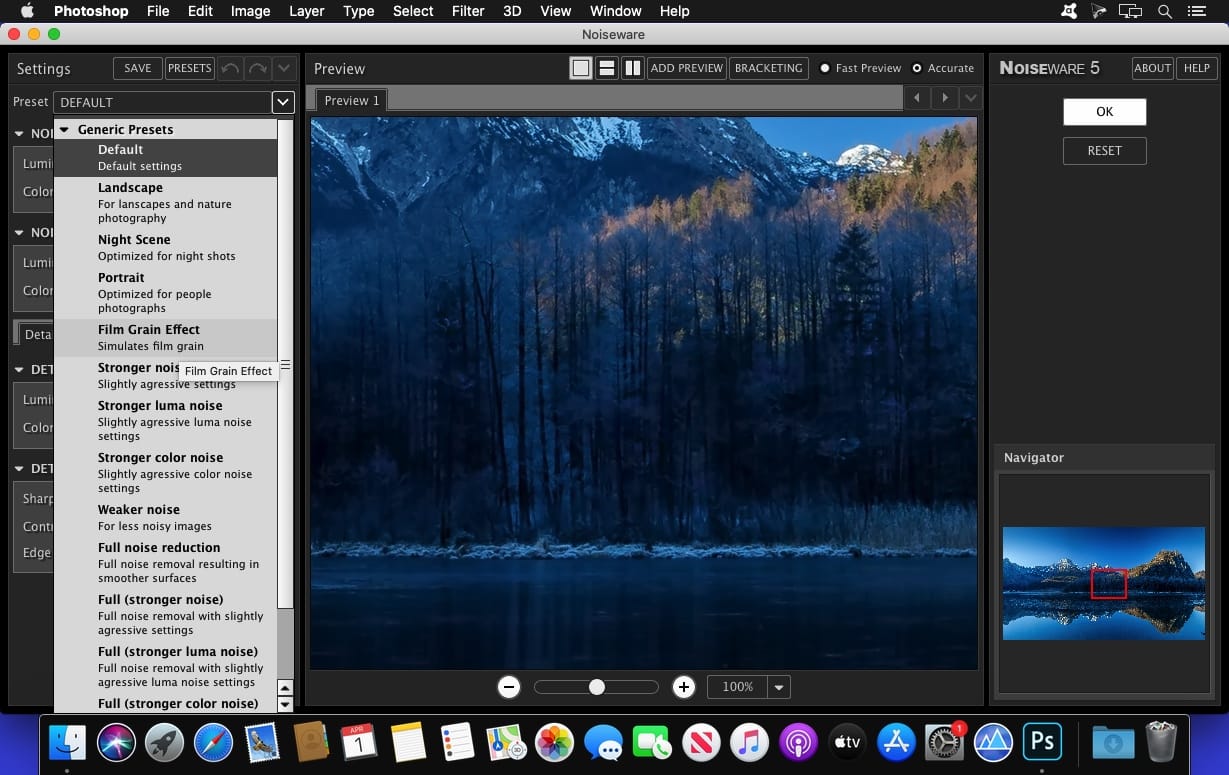 Photoshop File Edit Image Layer Type Select Filter 3D View Window Help
Noiseware
Settings SAVE PRESETS
Preset DEFAULT
Generic Presets
Default
Default settings
Landscape
For lanscapes and nature
photography
Night Scene
Optimized for night shots
Portrait
Optimized for people
photographs
Film Grain Effect
Simulates film grain
Stronger nois
Film Grain Effect
Slightly agressive settings
Stronger luma noise
Slightly agressive luma noise
settings
Stronger color noise
Slightly agressive color noise
settings
Weaker noise
For less noisy images
Full noise reduction
Full noise removal resulting in
smoother surfaces
Full (stronger noise)
Full noise removal with slightly
agressive settings
Full (stronger luma noise)
Full noise removal with slightly
agressive luma noise settings
Full (stronger color noise)
NOI
Lumi
Color
NOI
Lumi
Color
Deta
DET
Lumi
Color
DET
Sharp
Contr
Edge
Preview ADD PREVIEW BRACKETING Fast Preview Accurate
Preview 1
100%
NOISEWARE 5 ABOUT HELP
OK
RESET
Navigator
APR
1
3D
tv
1
Ps